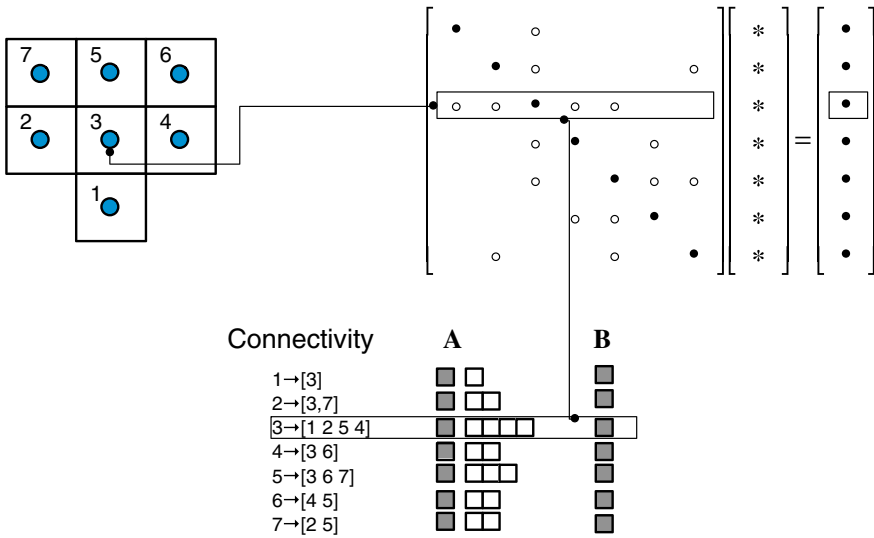 7 5 6
2 3 4
1
* * * * * * * =
Connectivity A B
1→[3]
2→[3,7]
3→[1 2 5 4]
4→[3 6]
5→[3 6 7]
6→[4 5]
7→[2 5]